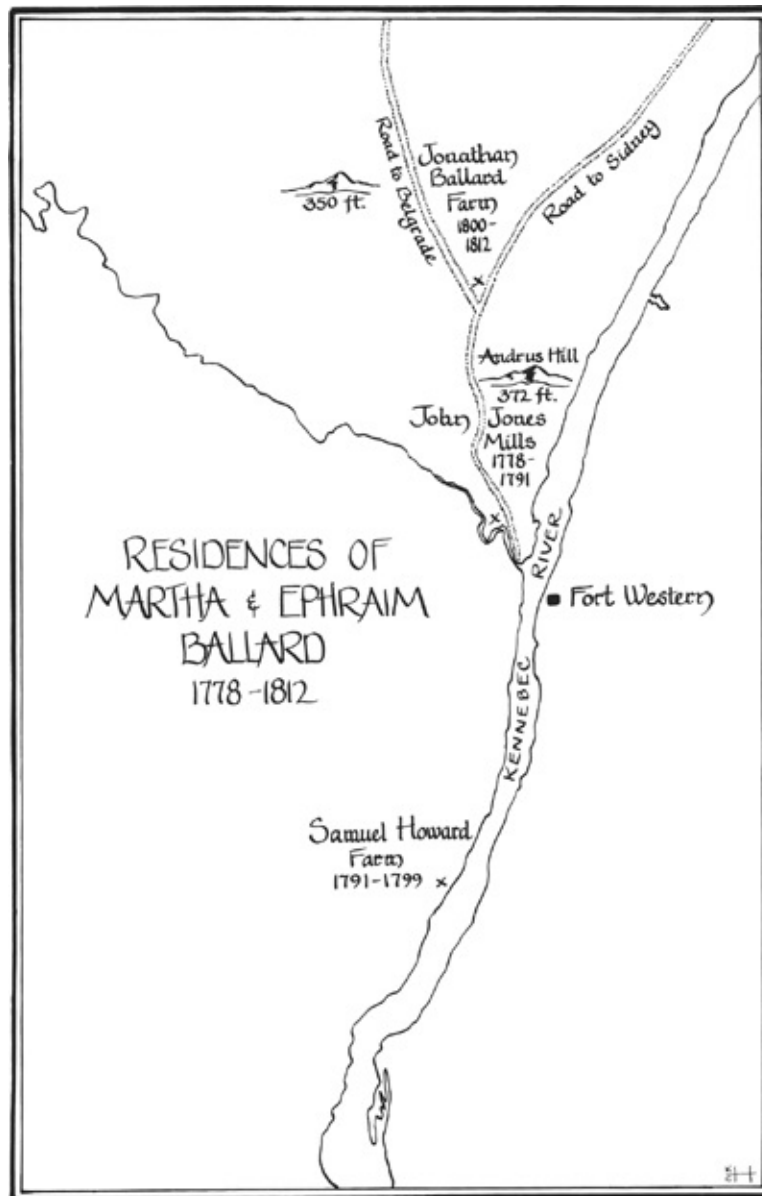 Road to Belgrade
Jonathan
Ballard
Farm
1800-
1812
Road to Sidney
350 ft.
Andrus Hill
372 ft.
John Jones
Mills
1778-
1791
RESIDENCES OF
MARTHA & EPHRAIM
BALLARD
1778-1812
KENNEBEC RIVER
Fort Western
Samuel Howard
Farm
1791-1799